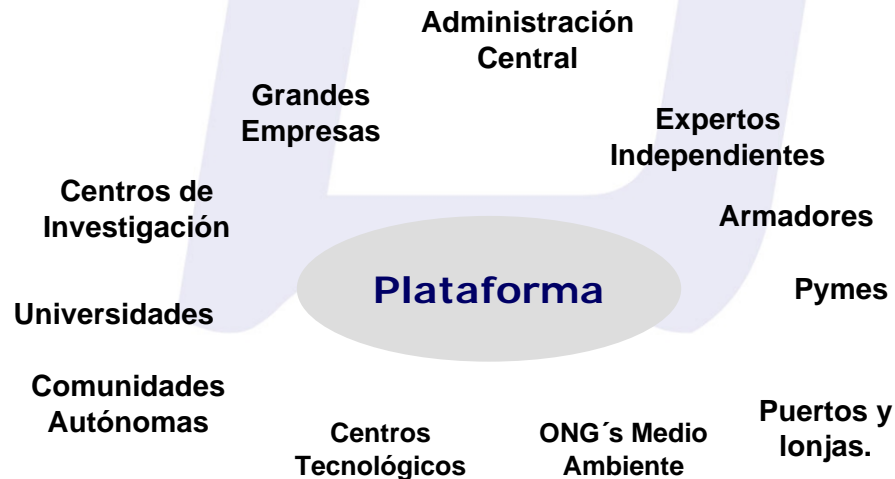 Administración
Central
Grandes
Empresas
Expertos
Independientes
Centros de
Investigación
Armadores
Plataforma
Pymes
Universidades
Comunidades
Autónomas
Puertos y
lonjas.
Centros
Tecnológicos
ONG´s Medio
Ambiente